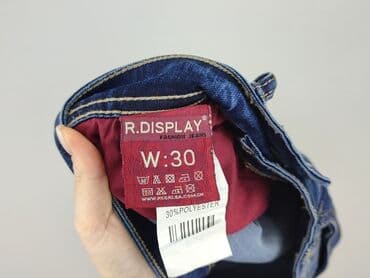 R.DISPLAY®
FASHION JEANS
W:30
30%POLYESTER